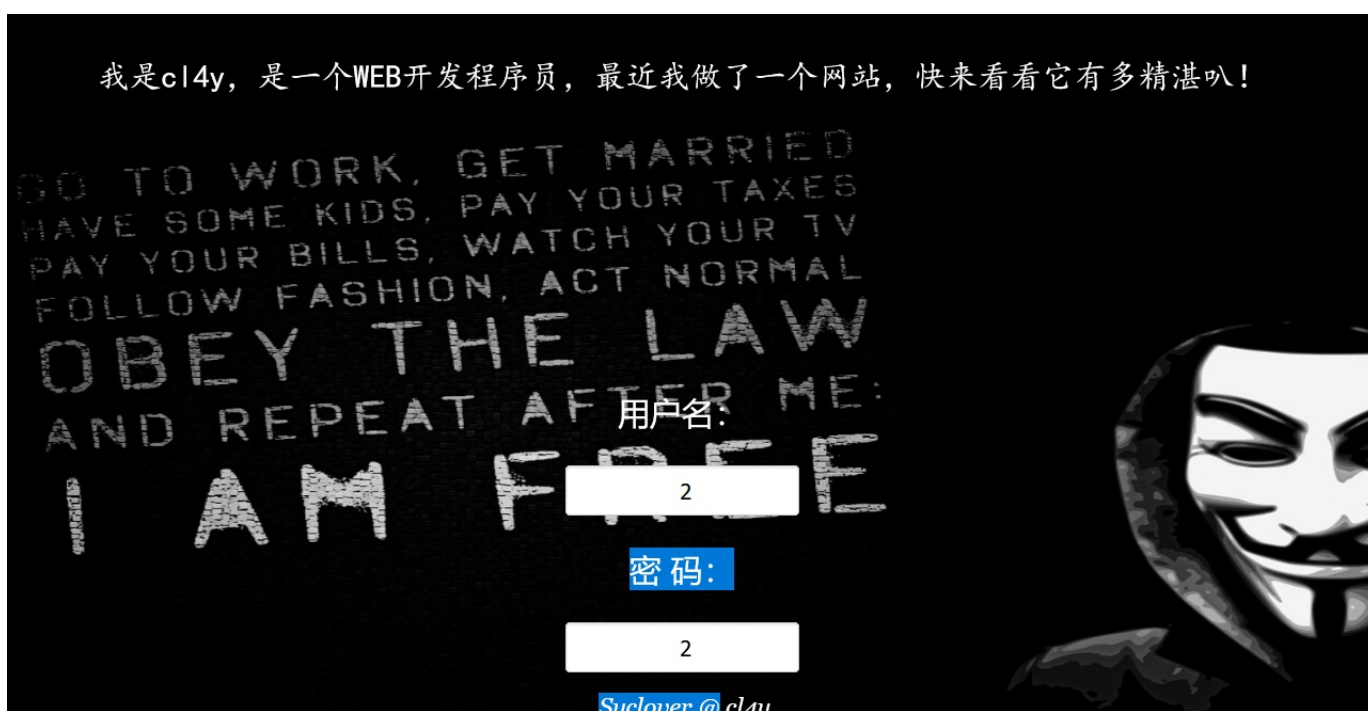 我是cl4y，是一个WEB开发程序员，最近我做了一个网站，快来看看它有多精湛叭！
GO TO WORK, GET MARRIED
HAVE SOME KIDS, PAY YOUR TAXES
PAY YOUR BILLS, WATCH YOUR TV
FOLLOW FASHION, ACT NORMAL
OBEY THE LAW
AND REPEAT AFTER ME:
I AM FREE
用户名：
2
密 码：
2
Syclover @ cl4y